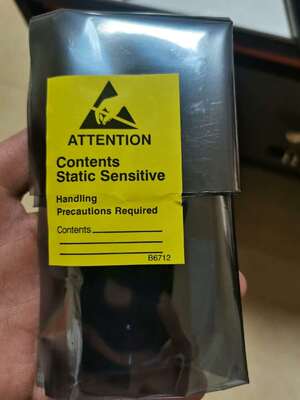 ATTENTION
Contents
Static Sensitive
Handling
Precautions Required
Contents
B6712